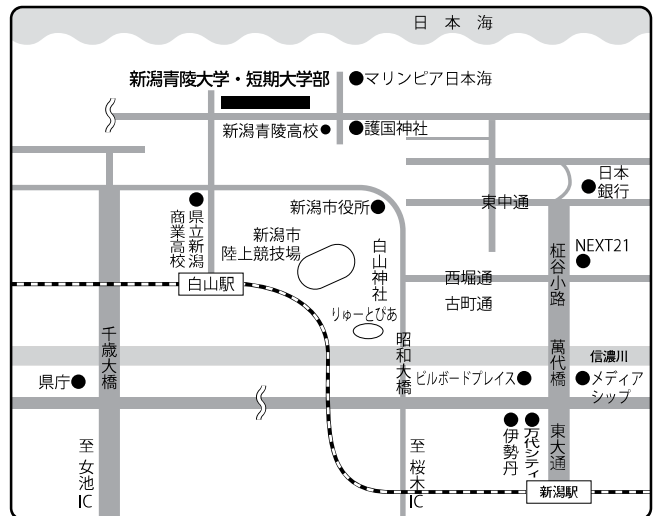 日本海
新潟青陵大学・短期大学部
マリンピア日本海
新潟青陵高校
護国神社
日本
銀行
東中通
新潟市役所
県立新潟
商業高校
新潟市
陸上競技場
白山神社
NEXT21
柾谷小路
白山駅
西堀通
古町通
りゅーとぴあ
千歳大橋
昭和大橋
萬代橋
信濃川
県庁
ビルボードプレイス
メディア
シップ
伊勢丹
万代シティ
東大通
至 女池IC
至 桜木IC
新潟駅